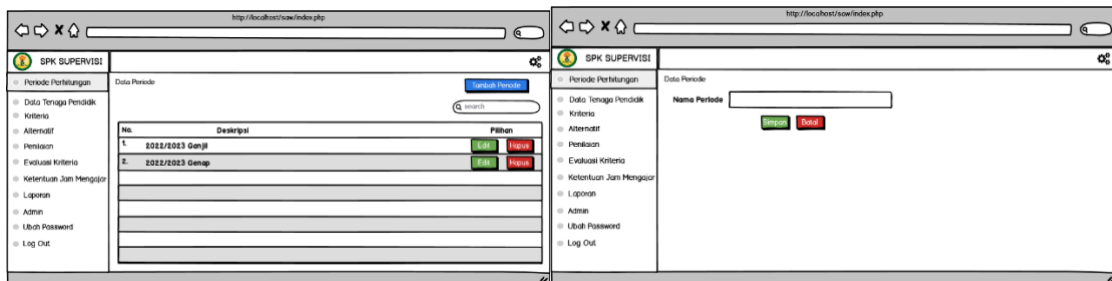 http://localhost/saw/index.php
SPK SUPERVISI
Periode Perhitungan
Data Tenaga Pendidik
Kriteria
Alternatif
Penilaian
Evaluasi Kriteria
Ketentuan Jam Mengajar
Laporan
Admin
Ubah Password
Log Out
Data Periode
Tambah Periode
search
No. Deskripsi Pilihan
1. 2022/2023 Ganjil Edit Hapus
2. 2022/2023 Genap Edit Hapus
http://localhost/saw/index.php
SPK SUPERVISI
Periode Perhitungan
Data Tenaga Pendidik
Kriteria
Alternatif
Penilaian
Evaluasi Kriteria
Ketentuan Jam Mengajar
Laporan
Admin
Ubah Password
Log Out
Data Periode
Nama Periode
Simpan Batal